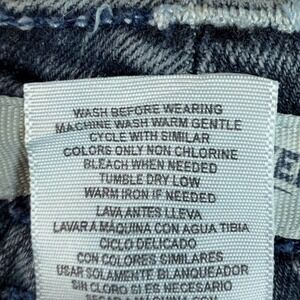 WASH BEFORE WEARING
MACHINE WASH WARM GENTLE
CYCLE WITH SIMILAR
COLORS ONLY NON CHLORINE
BLEACH WHEN NEEDED
TUMBLE DRY LOW
WARM IRON IF NEEDED
LAVA ANTES LLEVA
LAVAR A MÁQUINA CON AGUA TIBIA
CICLO DELICADO
CON COLORES SIMILARES
USAR SOLAMENTE BLANQUEADOR
SIN CLORO SI ES NECESARIO